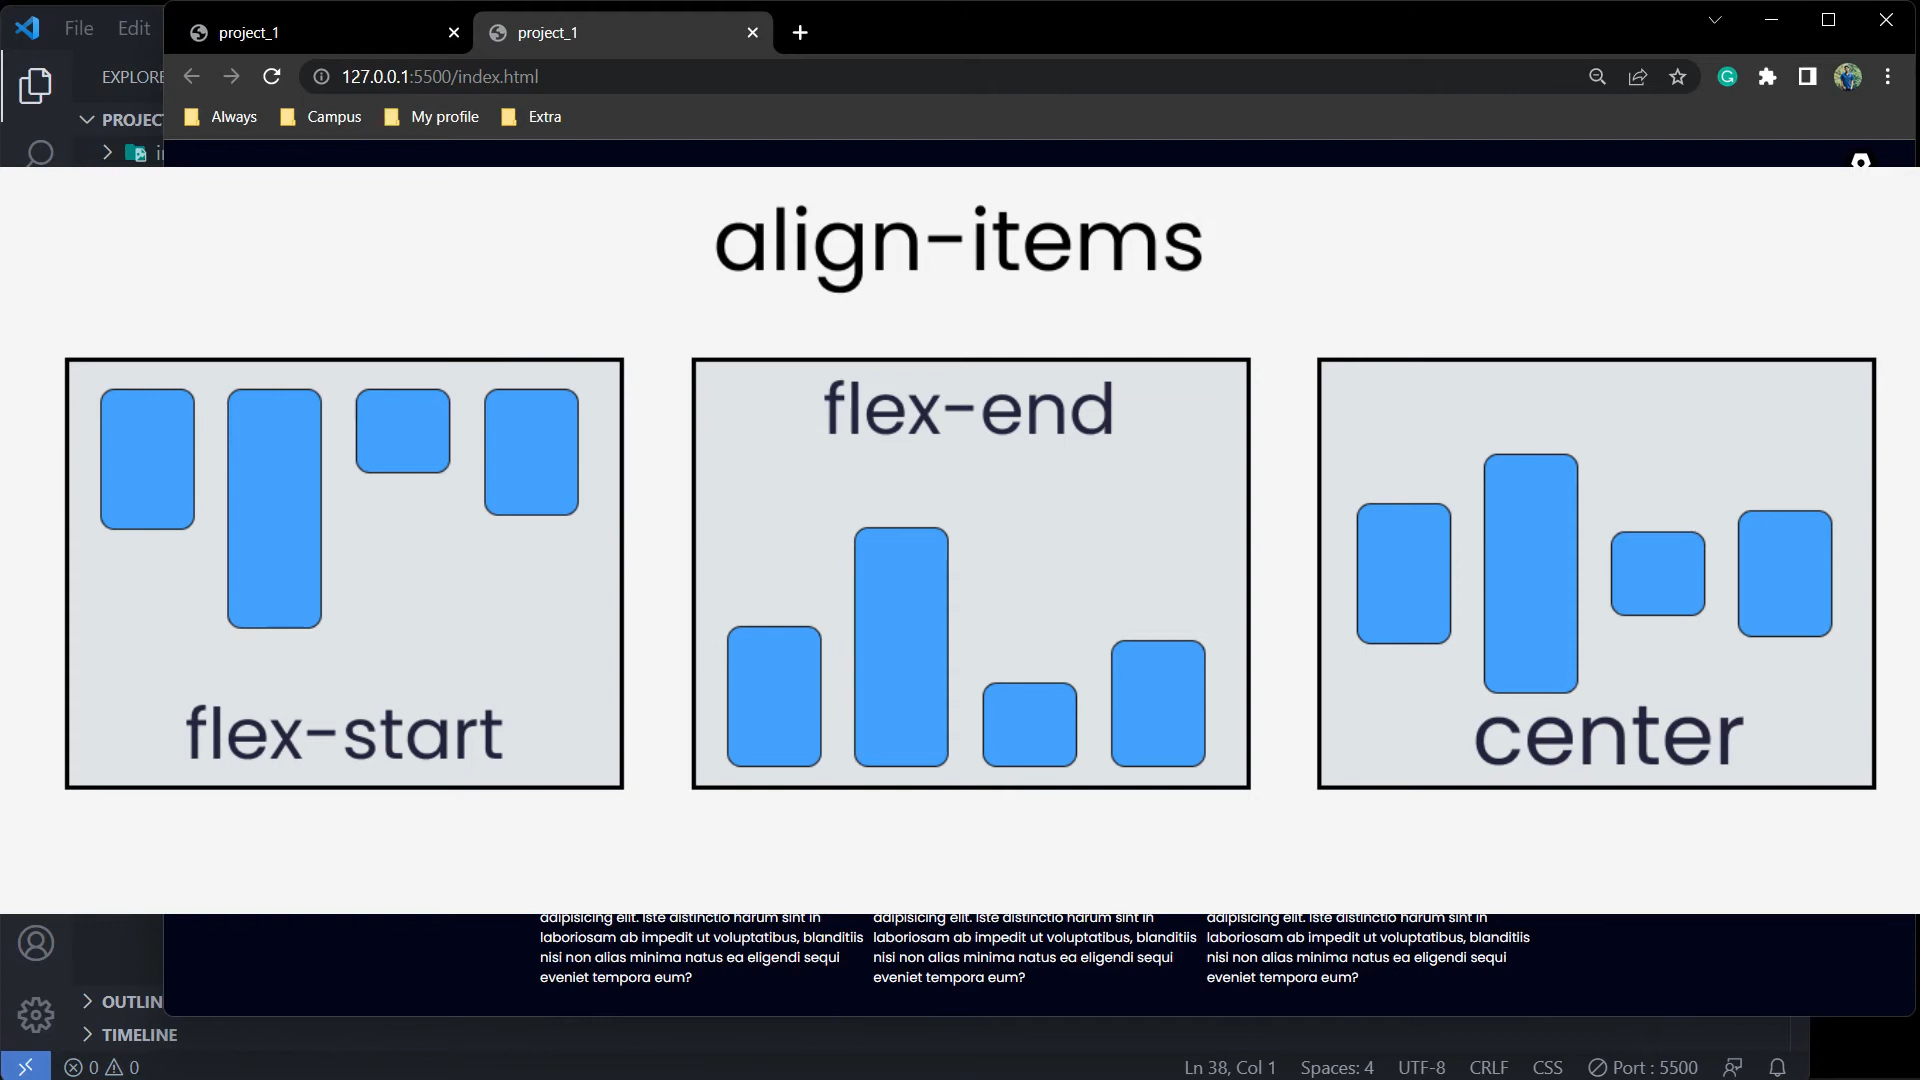 File Edit
project_1
project_1
127.0.0.1:5500/index.html
EXPLORE
Always Campus My profile Extra
PROJEC
align-items
flex-start
flex-end
center
adipisicing elit. Iste distinctio harum sint in
laboriosam ab impedit ut voluptatibus, blanditiis
nisi non alias minima natus ea eligendi sequi
eveniet tempora eum?
adipisicing elit. Iste distinctio harum sint in
laboriosam ab impedit ut voluptatibus, blanditiis
nisi non alias minima natus ea eligendi sequi
eveniet tempora eum?
adipisicing elit. Iste distinctio harum sint in
laboriosam ab impedit ut voluptatibus, blanditiis
nisi non alias minima natus ea eligendi sequi
eveniet tempora eum?
OUTLIN
TIMELINE
0 0
Ln 38, Col 1 Spaces: 4 UTF-8 CRLF CSS Port : 5500